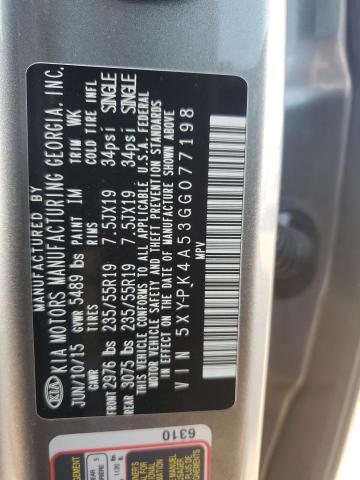 MANUFACTURED BY
KIA KIA MOTORS MANUFACTURING GEORGIA, INC.
JUN/10/15 GVWR 5489 lbs PAINT IM TRIM WK
GAWR RIMS COLD TIRE INFL
FRONT 2976 lbs 235/55R19 7.5JX19 34psi SINGLE
REAR 3075 lbs 235/55R19 7.5JX19 34psi SINGLE
THIS VEHICLE CONFORMS TO ALL APPLICABLE U.S.A. FEDERAL
MOTOR VEHICLE SAFETY AND THEFT PREVENTION STANDARDS
IN EFFECT ON THE DATE OF MANUFACTURE SHOWN ABOVE
VIN 5XYPK4A53GG077198
MPV
6310